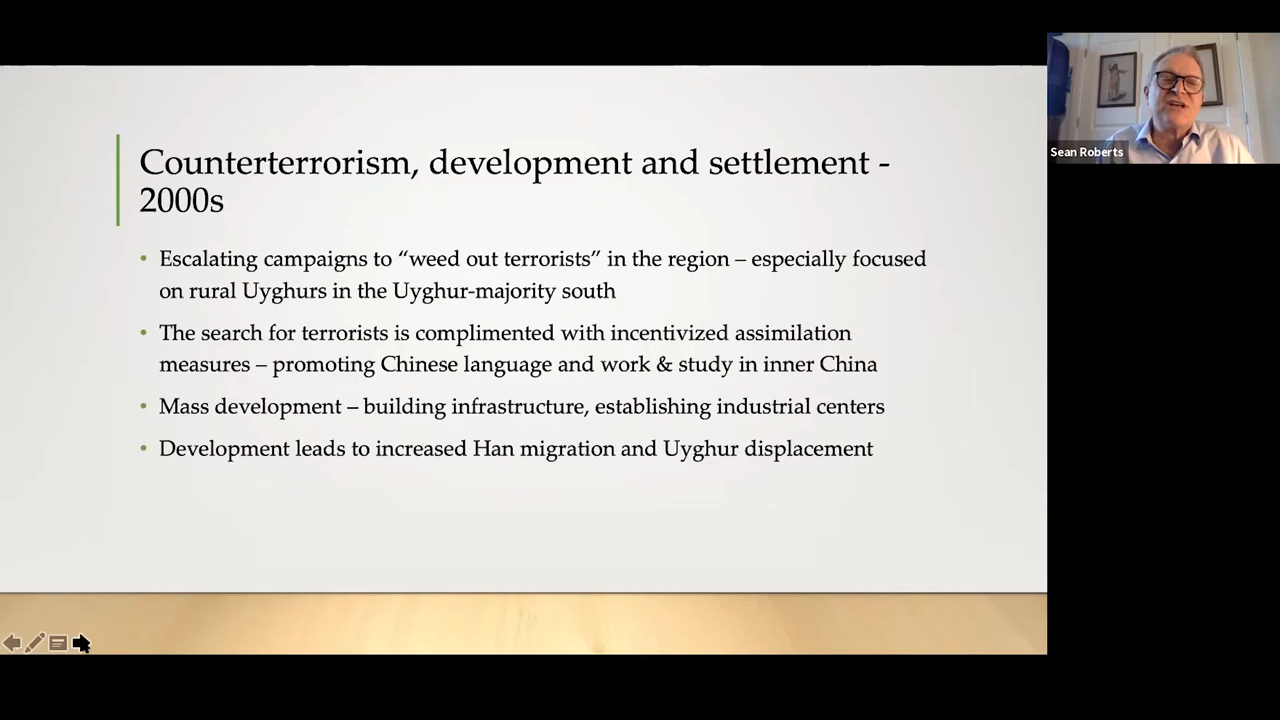 Counterterrorism, development and settlement -
2000s
• Escalating campaigns to “weed out terrorists” in the region – especially focused
on rural Uyghurs in the Uyghur-majority south
• The search for terrorists is complimented with incentivized assimilation
measures – promoting Chinese language and work & study in inner China
• Mass development – building infrastructure, establishing industrial centers
• Development leads to increased Han migration and Uyghur displacement
Sean Roberts